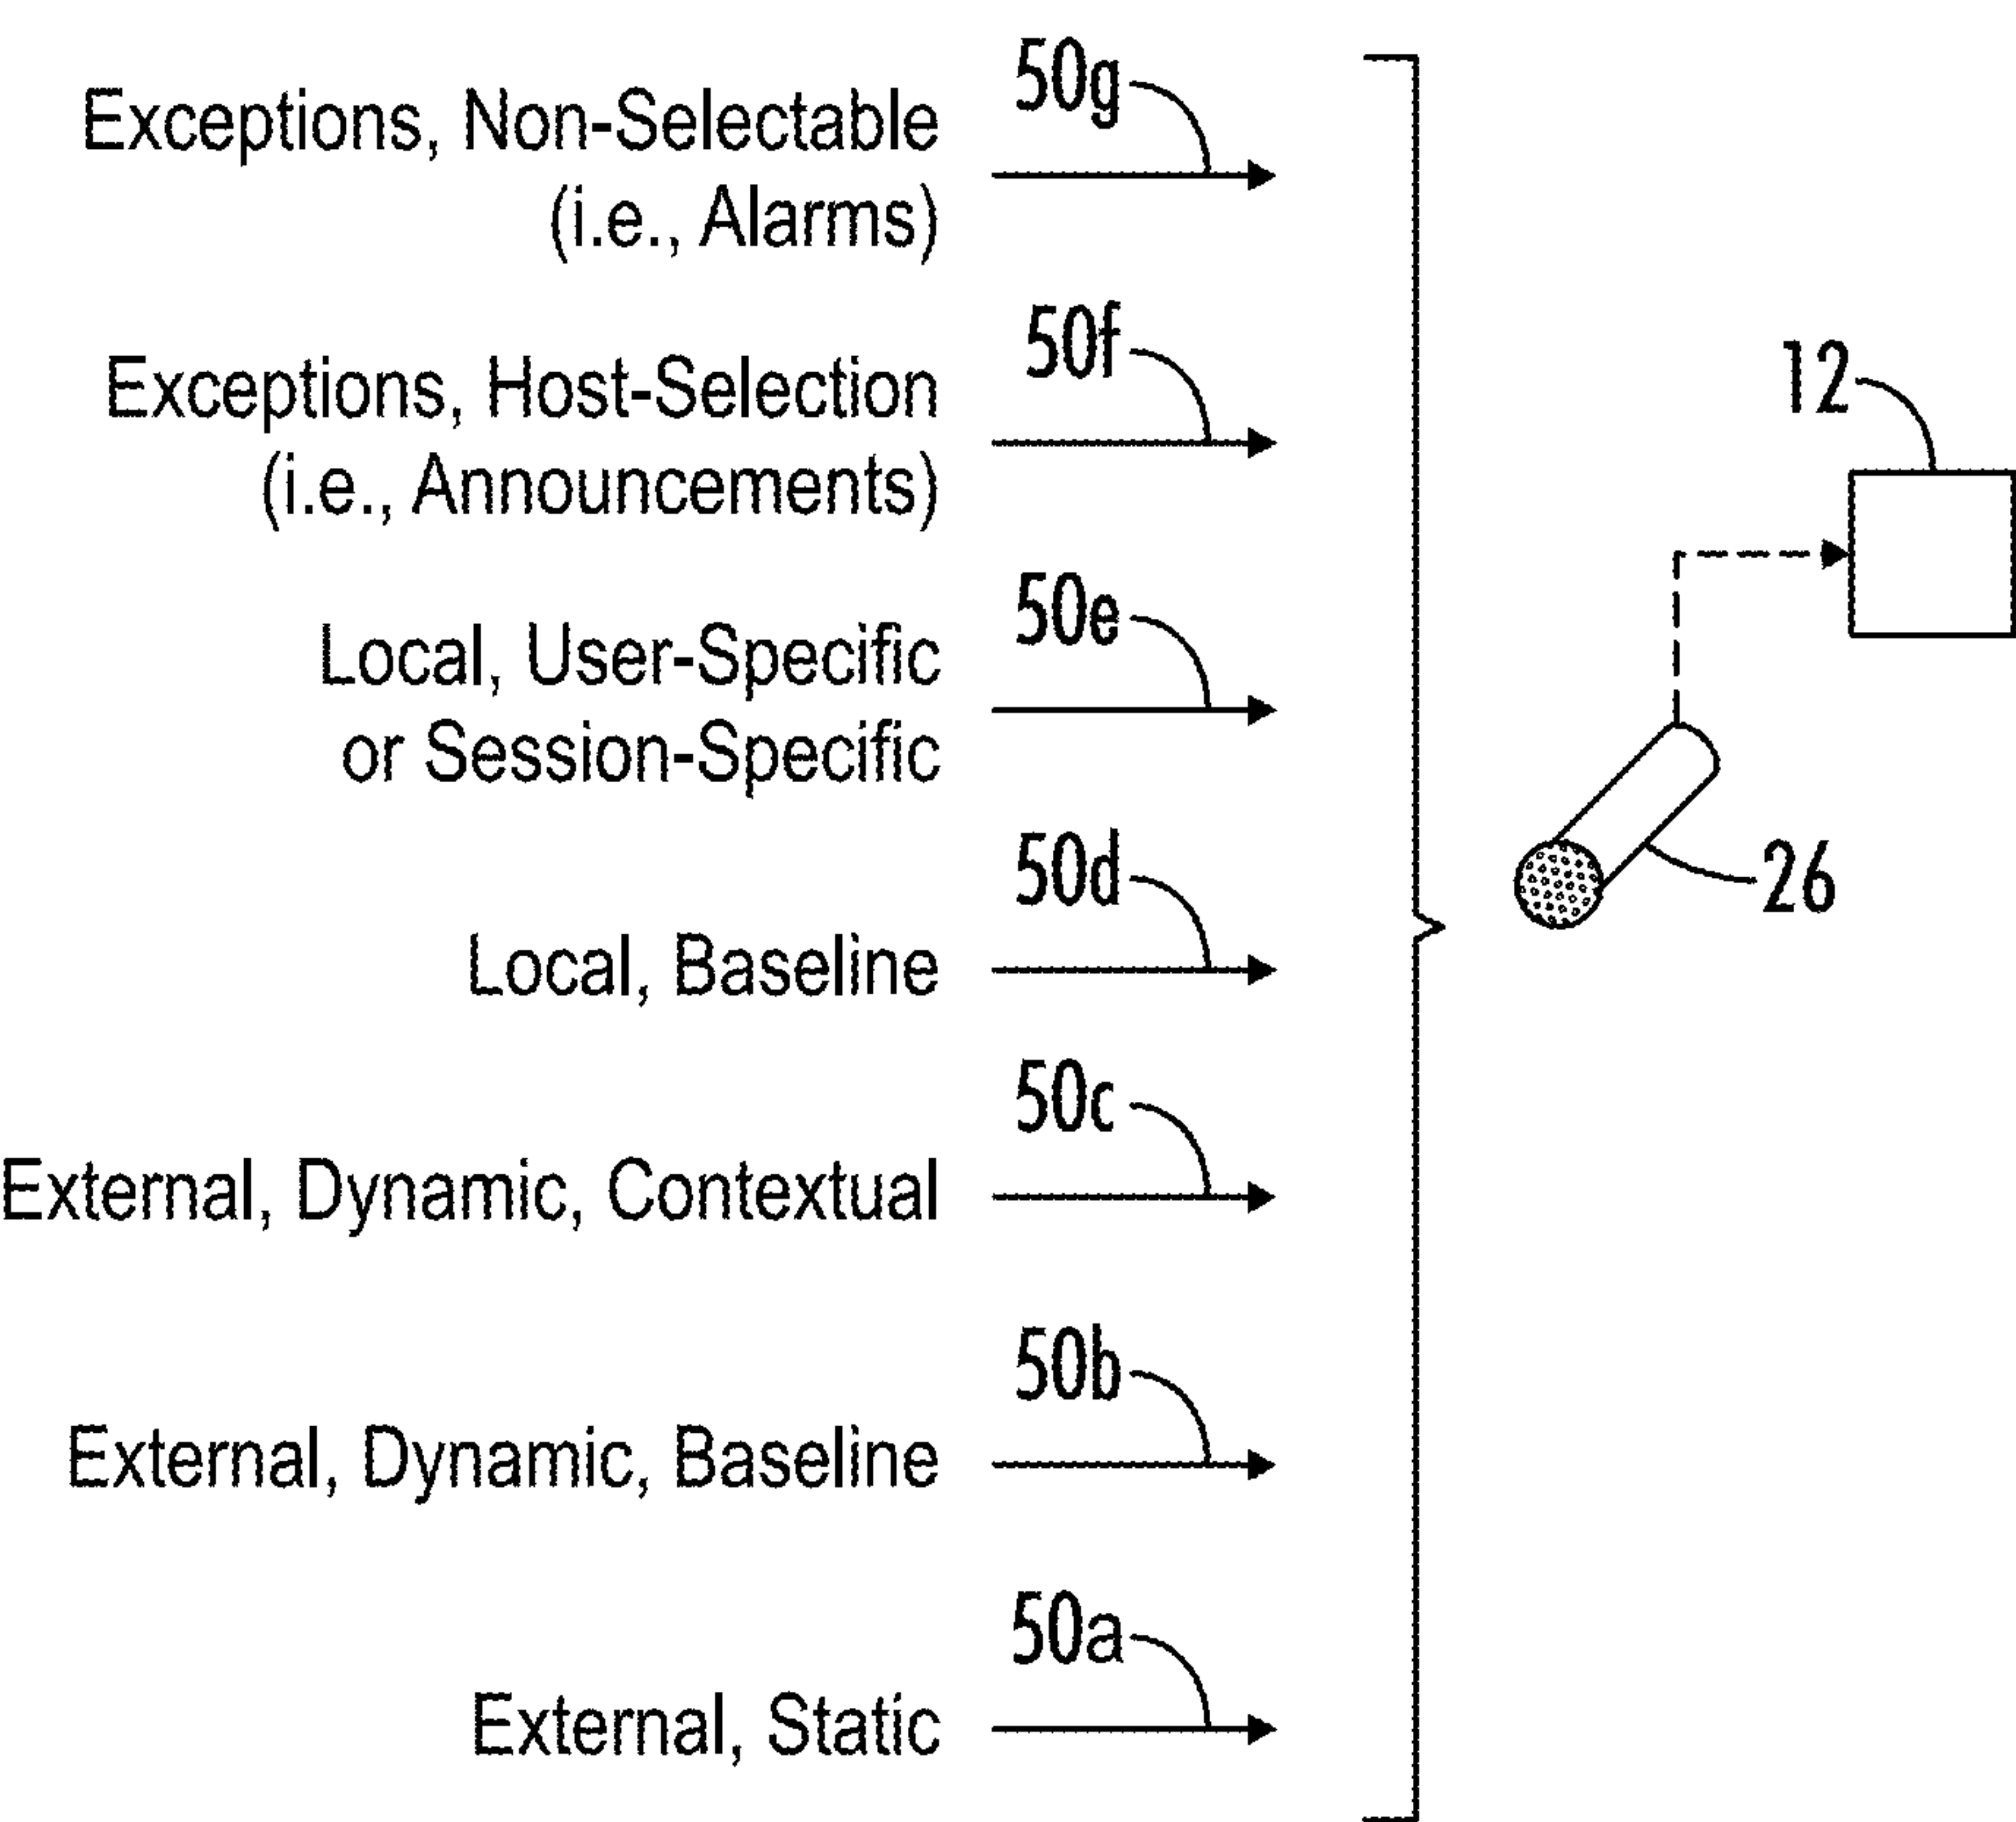 50g
Exceptions, Non-Selectable
(i.e., Alarms)
50f
Exceptions, Host-Selection
(i.e., Announcements)
12
50e
Local, User-Specific
or Session-Specific
50d
26
Local, Baseline
50c
External, Dynamic, Contextual
50b
External, Dynamic, Baseline
50a
External, Static